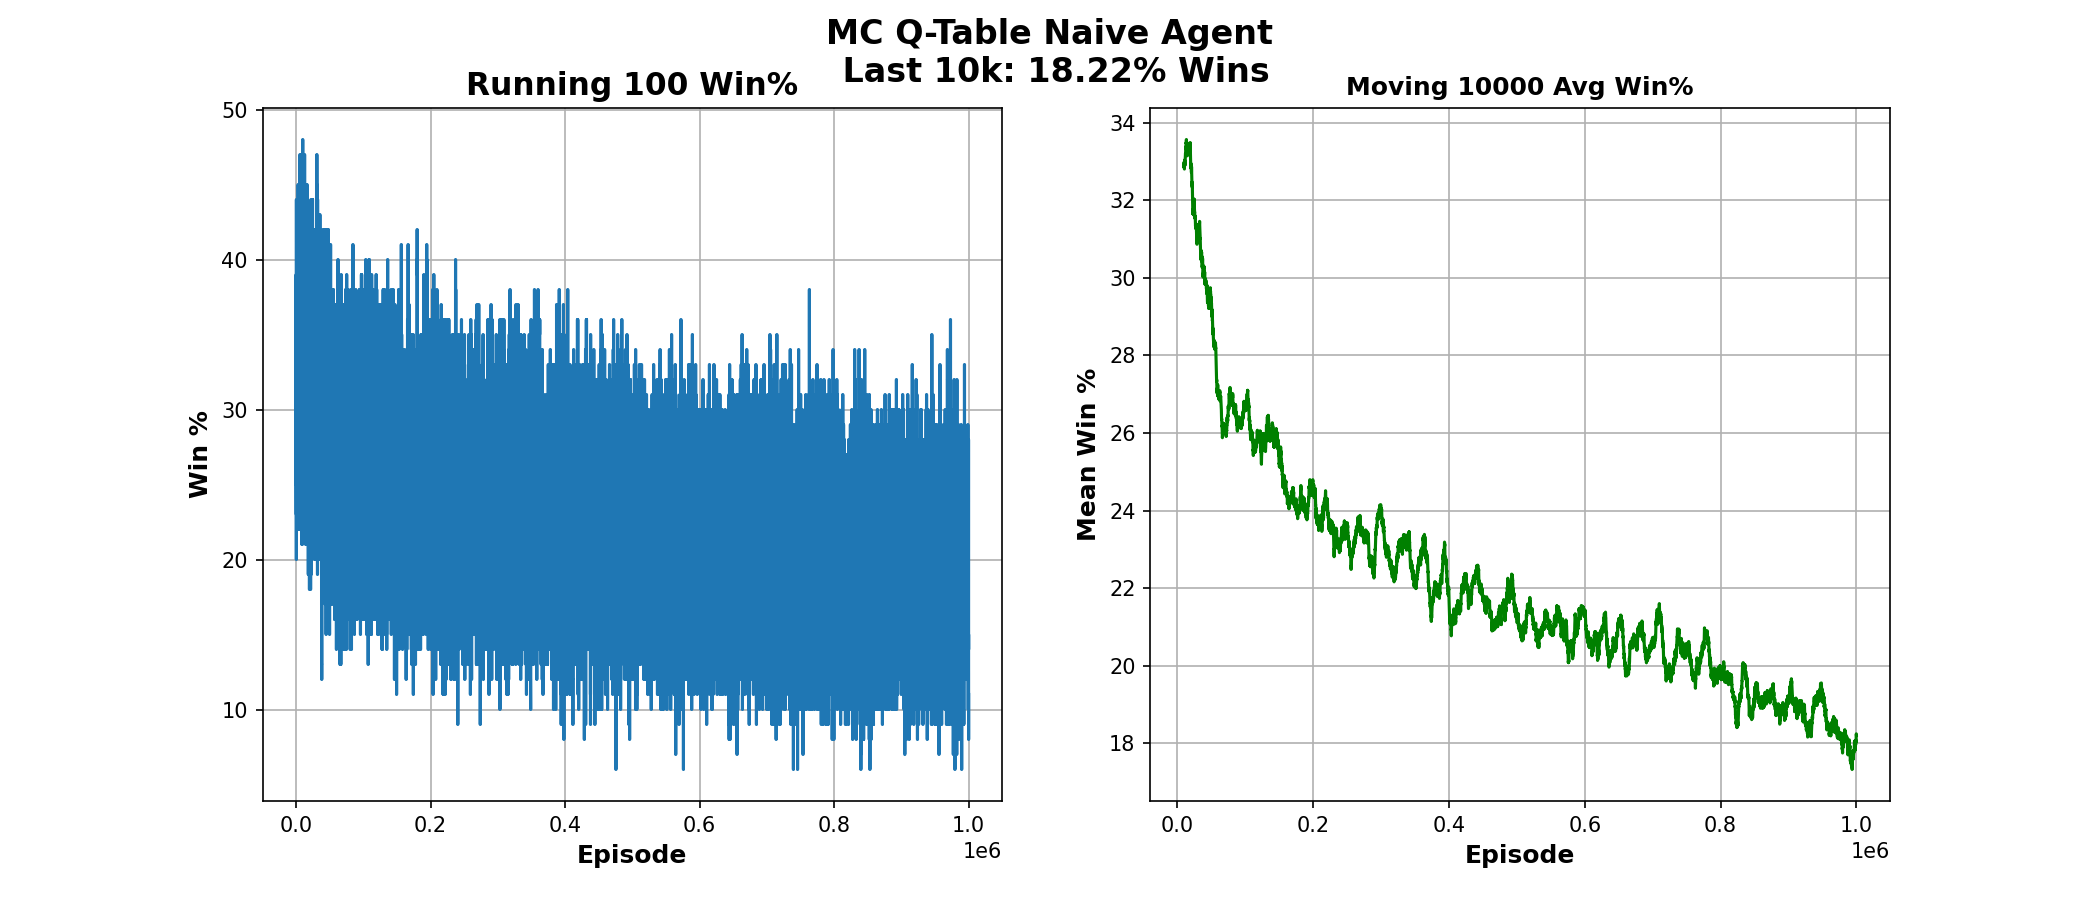 MC Q-Table Naive Agent
Last 10k: 18.22% Wins
Running 100 Win%
50
40
30
20
10
Win %
0.0 0.2 0.4 0.6 0.8 1.0
1e6
Episode
Moving 10000 Avg Win%
34
32
30
28
26
24
22
20
18
Mean Win %
0.0 0.2 0.4 0.6 0.8 1.0
1e6
Episode